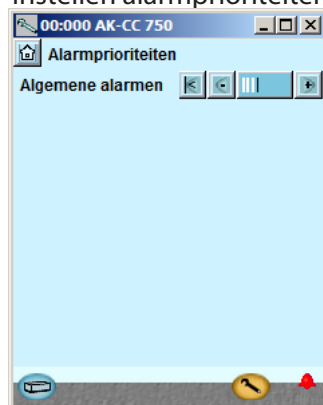 Instellen alarmprioriteiten
00:000 AK-CC 750
Alarmprioriteiten
Algemene alarmen